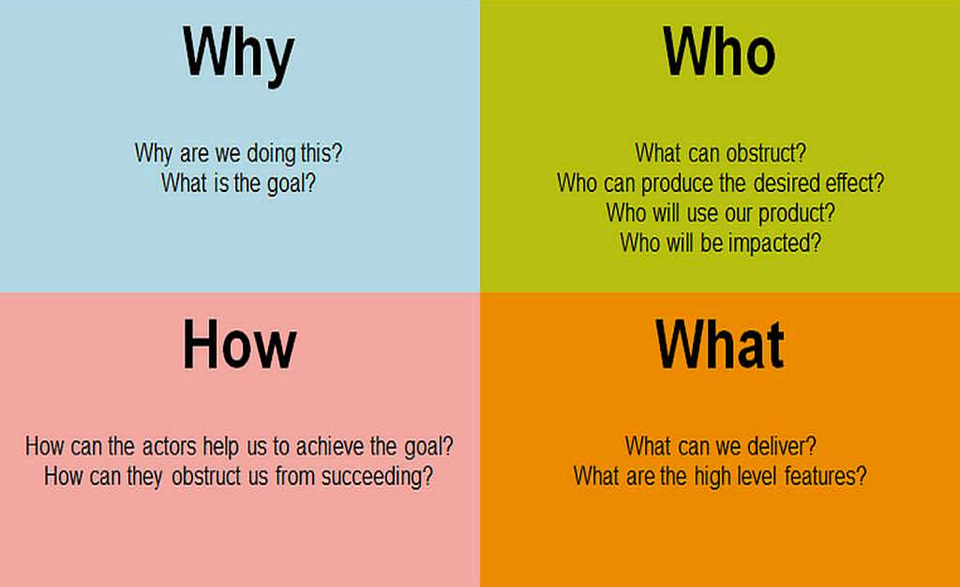 Why
Why are we doing this?
What is the goal?
Who
What can obstruct?
Who can produce the desired effect?
Who will use our product?
Who will be impacted?
How
How can the actors help us to achieve the goal?
How can they obstruct us from succeeding?
What
What can we deliver?
What are the high level features?